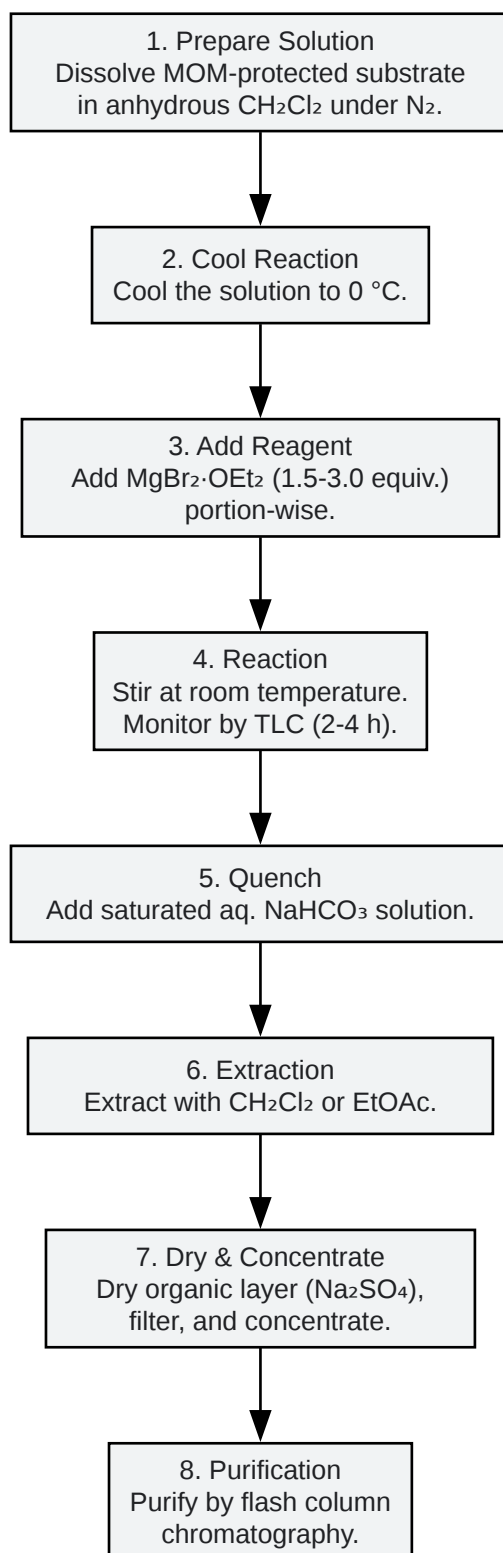 1. Prepare Solution
Dissolve MOM-protected substrate
in anhydrous CH₂Cl₂ under N₂.
2. Cool Reaction
Cool the solution to 0 °C.
3. Add Reagent
Add MgBr₂·OEt₂ (1.5-3.0 equiv.)
portion-wise.
4. Reaction
Stir at room temperature.
Monitor by TLC (2-4 h).
5. Quench
Add saturated aq. NaHCO₃ solution.
6. Extraction
Extract with CH₂Cl₂ or EtOAc.
7. Dry & Concentrate
Dry organic layer (Na₂SO₄),
filter, and concentrate.
8. Purification
Purify by flash column
chromatography.